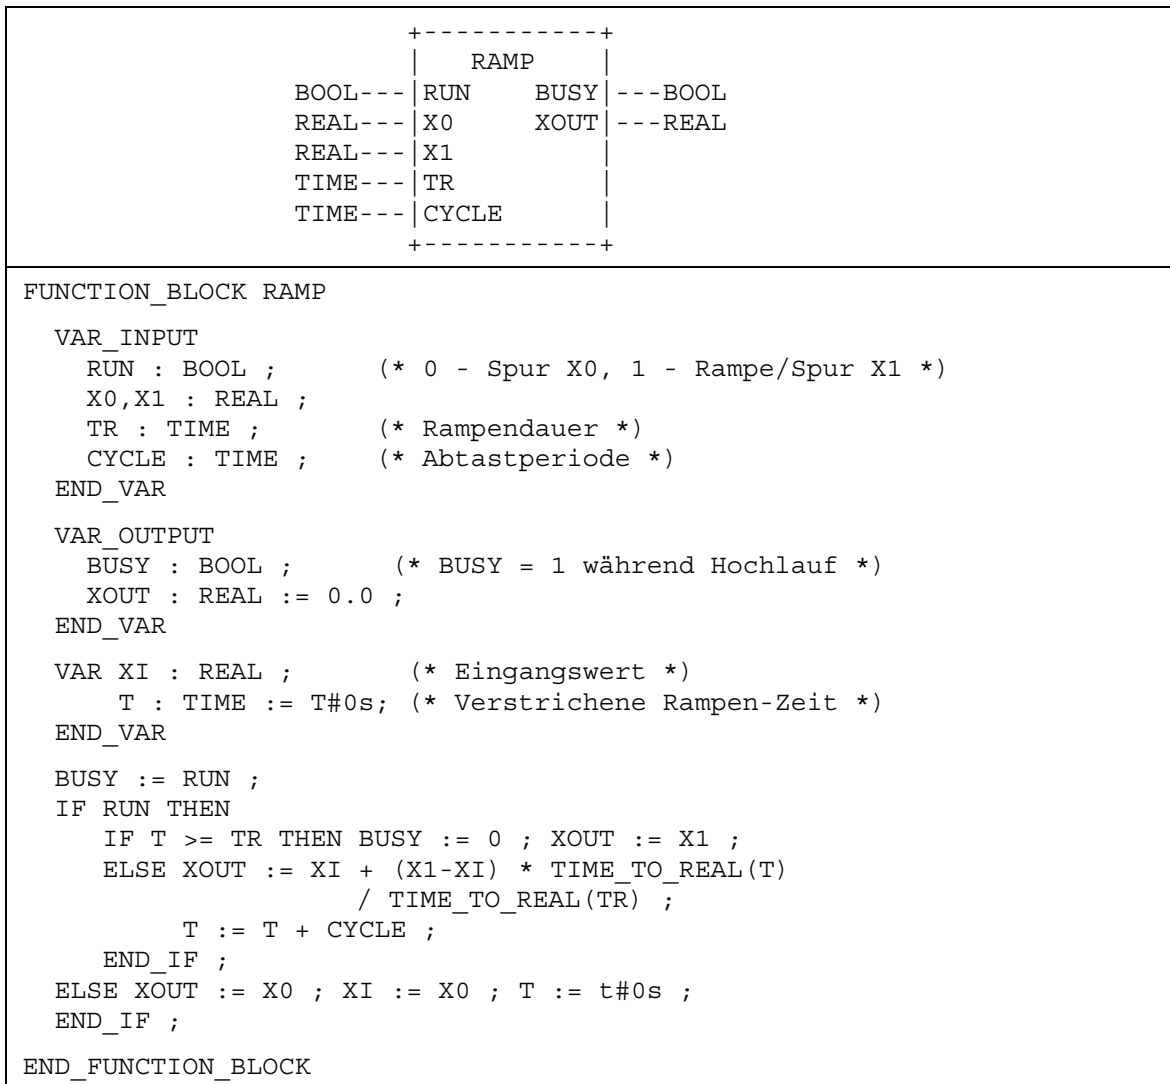 +-----------+
| RAMP |
BOOL---|RUN BUSY|---BOOL
REAL---|X0 XOUT|---REAL
REAL---|X1 |
TIME---|TR |
TIME---|CYCLE |
+-----------+
FUNCTION_BLOCK RAMP
VAR_INPUT
RUN : BOOL ; (* 0 - Spur X0, 1 - Rampe/Spur X1 *)
X0,X1 : REAL ;
TR : TIME ; (* Rampendauer *)
CYCLE : TIME ; (* Abtastperiode *)
END_VAR
VAR_OUTPUT
BUSY : BOOL ; (* BUSY = 1 während Hochlauf *)
XOUT : REAL := 0.0 ;
END_VAR
VAR XI : REAL ; (* Eingangswert *)
T : TIME := T#0s; (* Verstrichene Rampen-Zeit *)
END_VAR
BUSY := RUN ;
IF RUN THEN
IF T >= TR THEN BUSY := 0 ; XOUT := X1 ;
ELSE XOUT := XI + (X1-XI) * TIME_TO_REAL(T)
/ TIME_TO_REAL(TR) ;
T := T + CYCLE ;
END_IF ;
ELSE XOUT := X0 ; XI := X0 ; T := t#0s ;
END_IF ;
END_FUNCTION_BLOCK